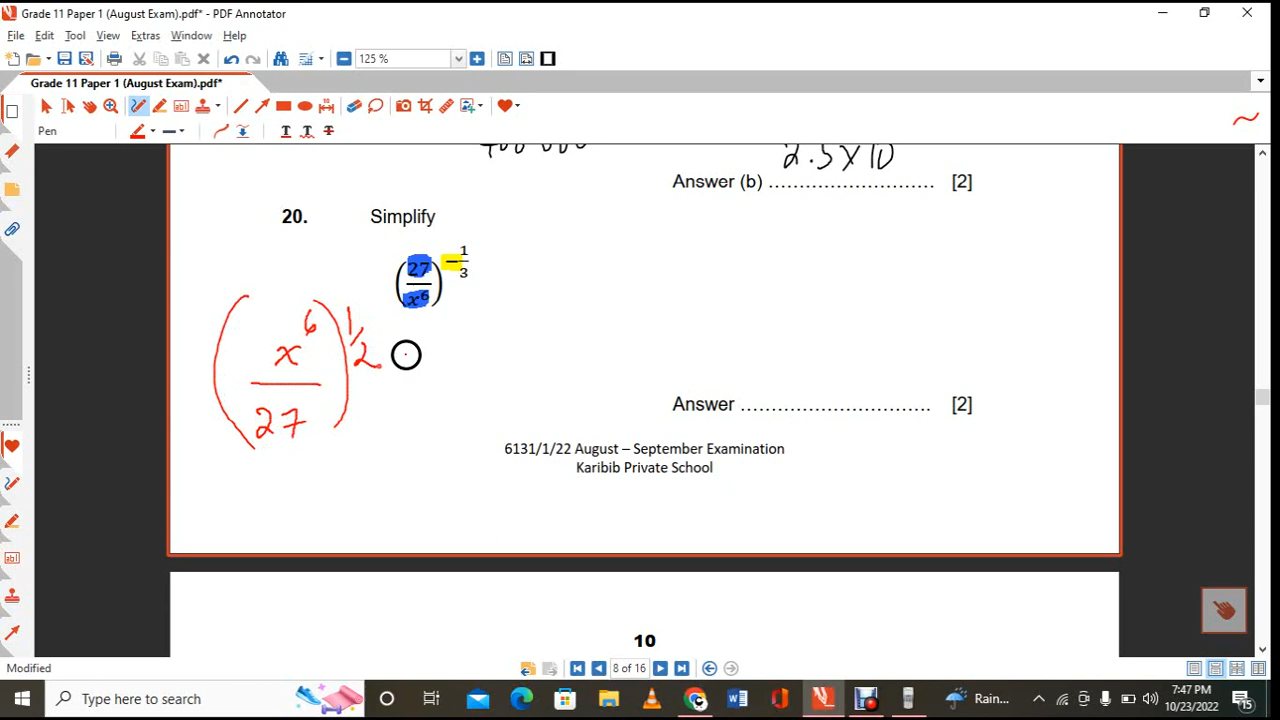 Grade 11 Paper 1 (August Exam).pdf* - PDF Annotator
File Edit Tool View Extras Window Help
125 %
Grade 11 Paper 1 (August Exam).pdf*
Pen
400 000
2.5×10
Answer (b) ........................... [2]
20. Simplify
(27/x⁶)^(-1/3)
(x⁶/27)^(1/2)
Answer ............................... [2]
6131/1/22 August – September Examination
Karibib Private School
10
Modified
8 of 16
Type here to search
Rain...
7:47 PM
10/23/2022
15